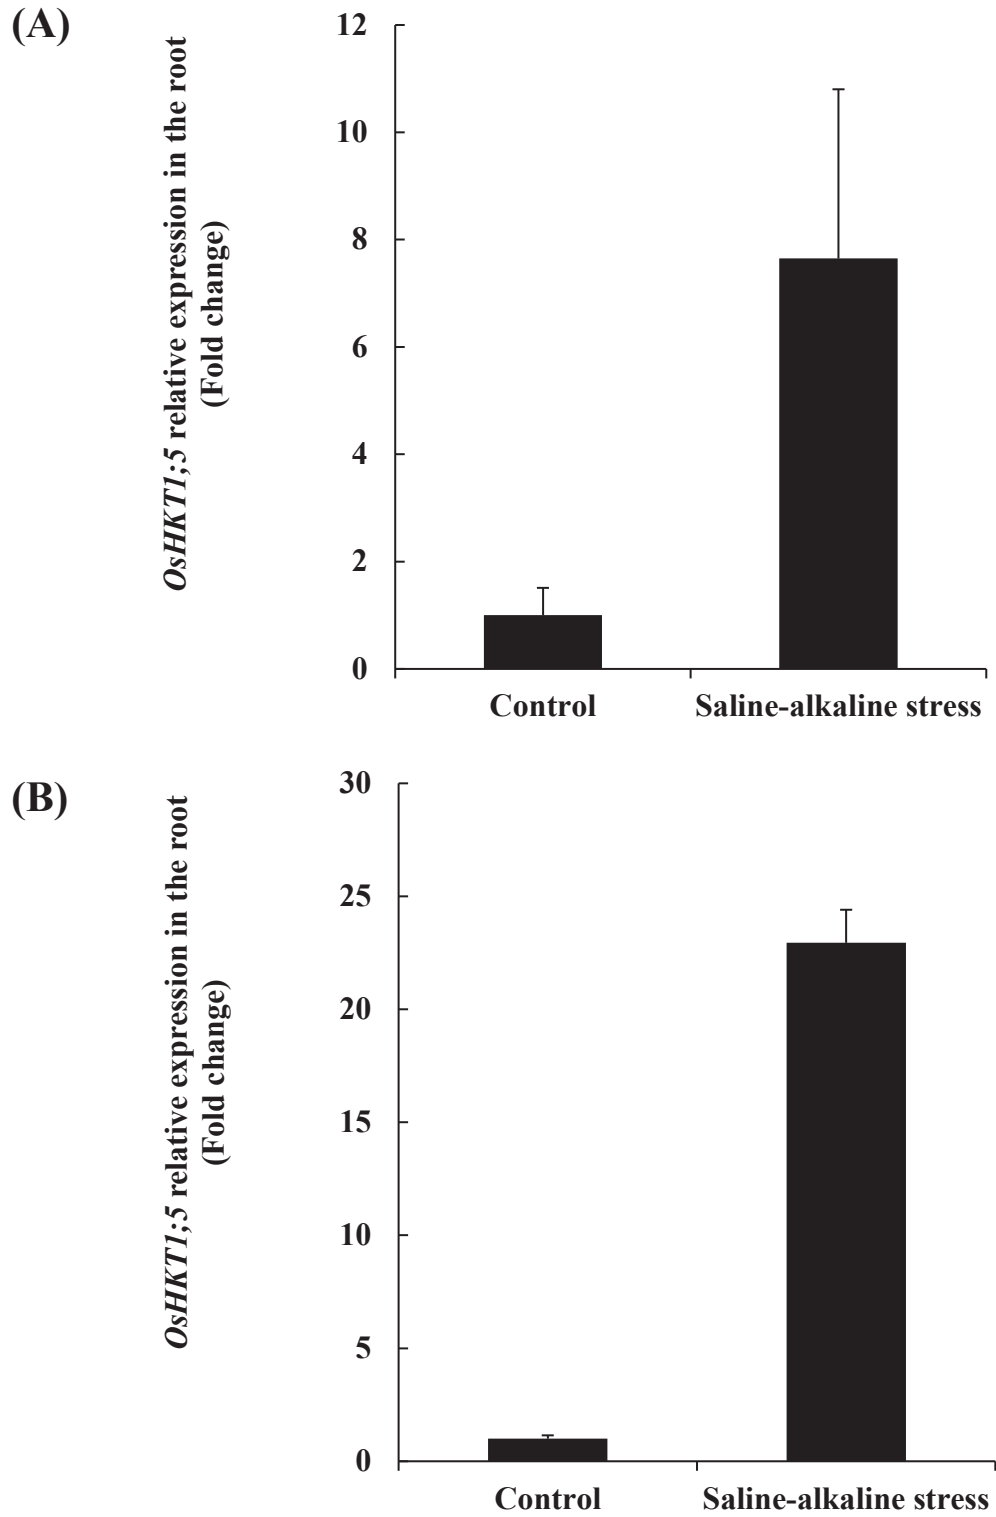 (A)
OsHKT1;5 relative expression in the root
(Fold change)
12
10
8
6
4
2
0
Control
Saline-alkaline stress
(B)
OsHKT1;5 relative expression in the root
(Fold change)
30
25
20
15
10
5
0
Control
Saline-alkaline stress